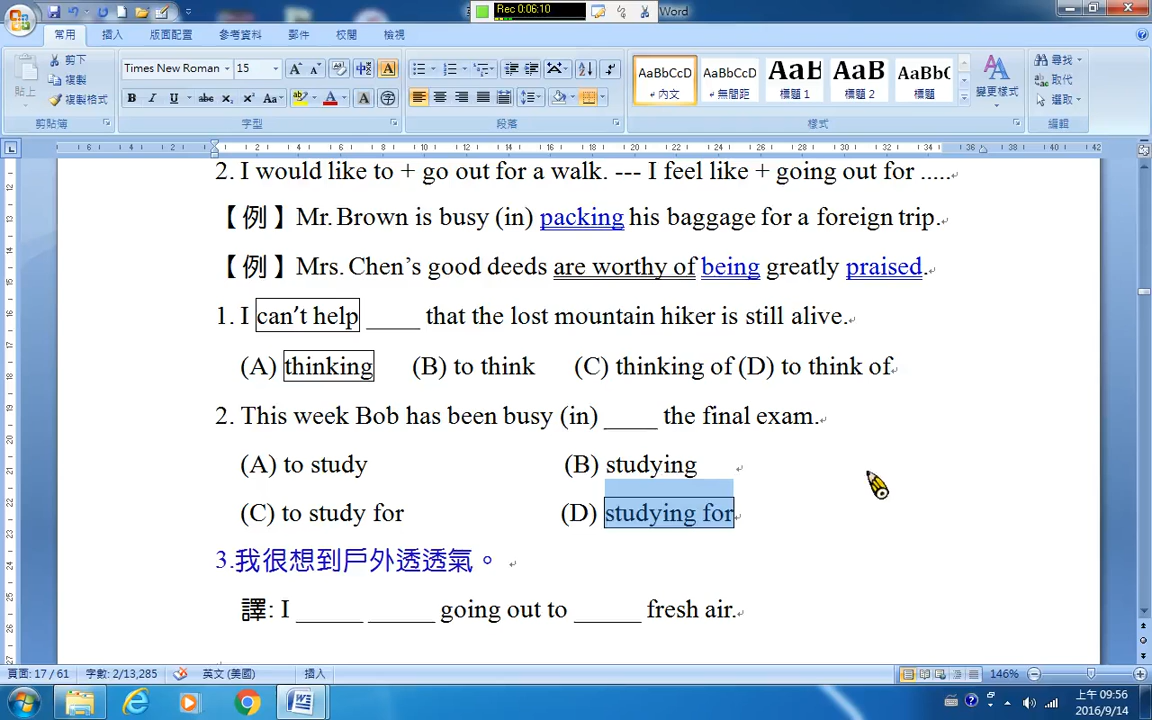 Rec 0:06:10
Word
常用 插入 版面配置 參考資料 郵件 校閱 檢視
貼上 剪下 複製 複製格式
Times New Roman 15
AaBbCcD AaBbCcD AaB AaB AaBbC
內文 無間距 標題 1 標題 2 標題 變更樣式
尋找 取代 選取
剪貼簿 字型 段落 樣式 編輯
2. I would like to + go out for a walk. --- I feel like + going out for .....
【例】Mr. Brown is busy (in) packing his baggage for a foreign trip.
【例】Mrs. Chen’s good deeds are worthy of being greatly praised.
1. I can’t help ____ that the lost mountain hiker is still alive.
(A) thinking (B) to think (C) thinking of (D) to think of
2. This week Bob has been busy (in) ____ the final exam.
(A) to study (B) studying
(C) to study for (D) studying for
3.我很想到戶外透透氣。
譯: I _____ _____ going out to _____ fresh air.
頁面: 17 / 61 字數: 2/13,285 英文 (美國) 插入 146%
上午 09:56
2016/9/14